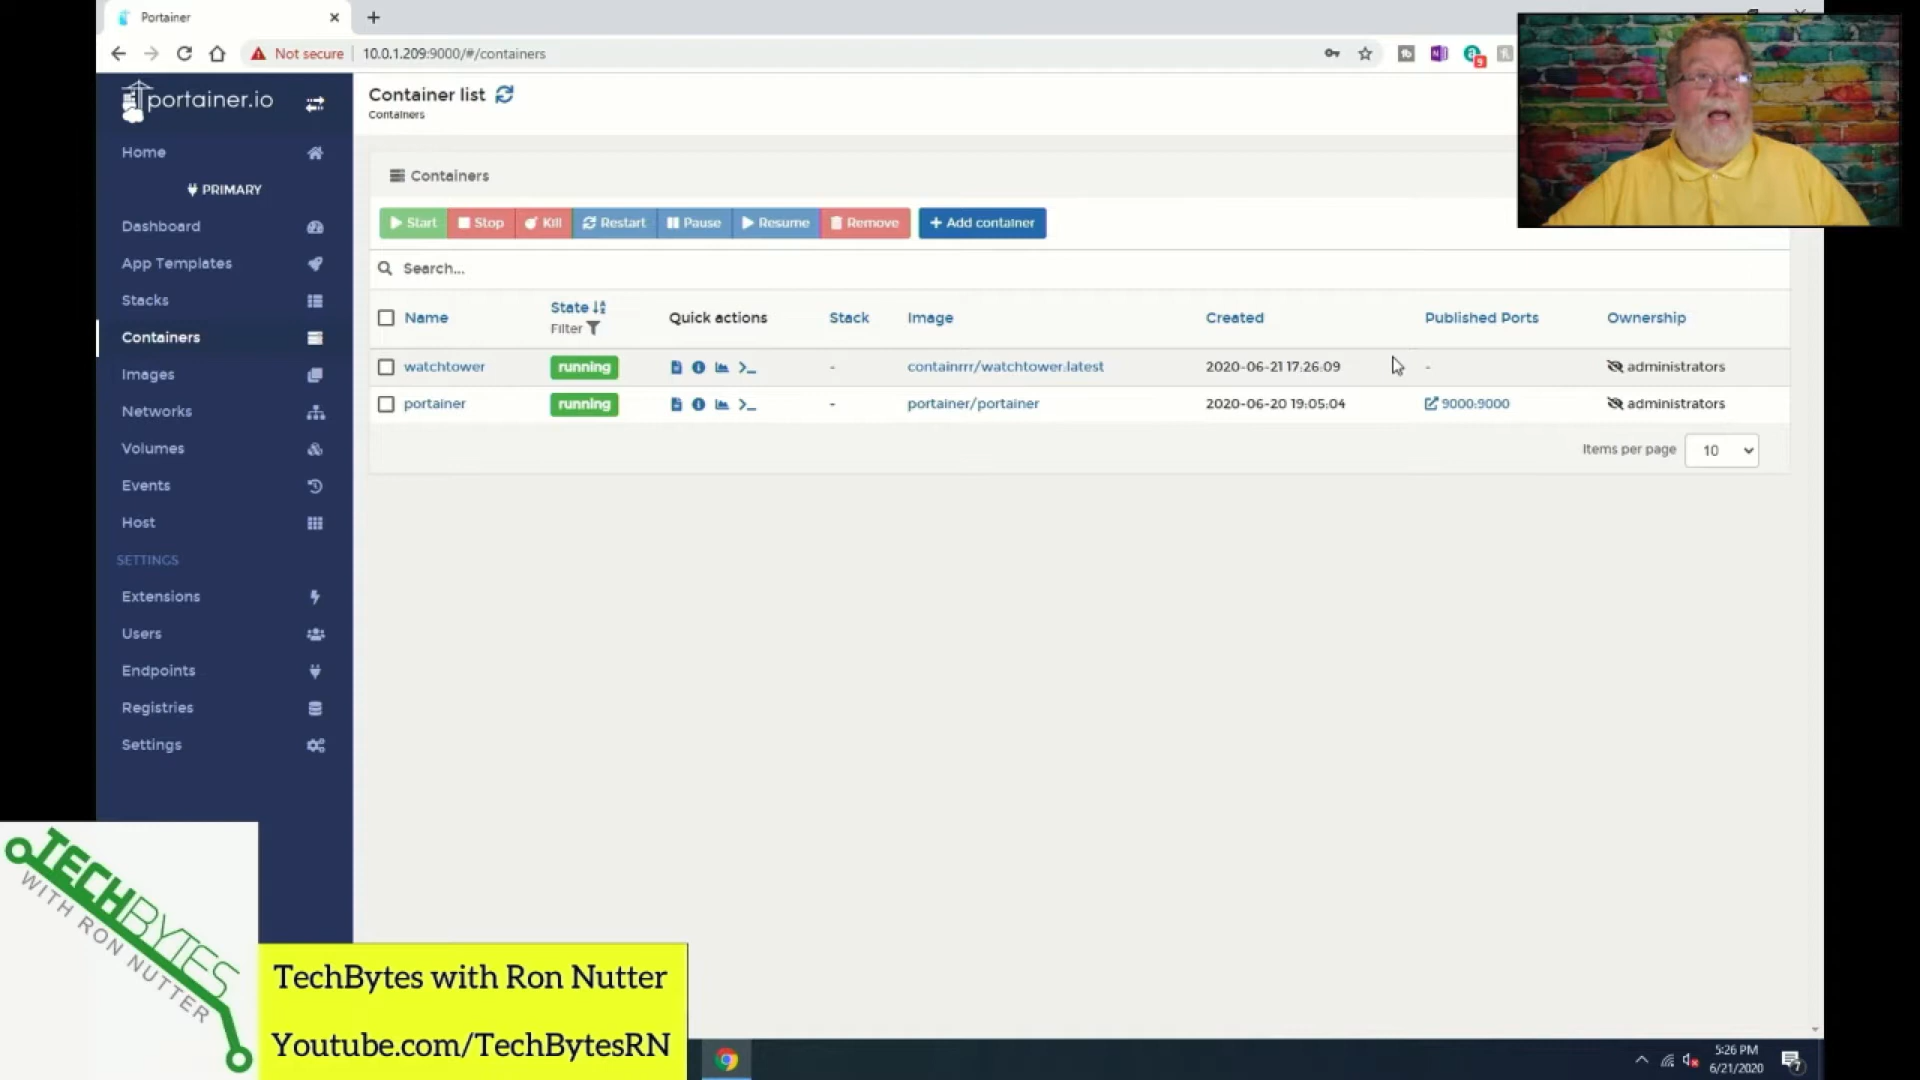 Portainer
Not secure
10.0.1.209:9000/#/containers
9
portainer.io
Container list
Containers
Home
PRIMARY
Dashboard
App Templates
Stacks
Containers
Images
Networks
Volumes
Events
Host
SETTINGS
Extensions
Users
Endpoints
Registries
Settings
Containers
Start
Stop
Kill
Restart
Pause
Resume
Remove
+ Add container
Search...
Name
State
Filter
Quick actions
Stack
Image
Created
Published Ports
Ownership
watchtower
running
-
containrrr/watchtower:latest
2020-06-21 17:26:09
-
administrators
portainer
running
-
portainer/portainer
2020-06-20 19:05:04
9000:9000
administrators
Items per page
10
TECHBYTES
WITH RON NUTTER
TechBytes with Ron Nutter
Youtube.com/TechBytesRN
5:26 PM
6/21/2020
7